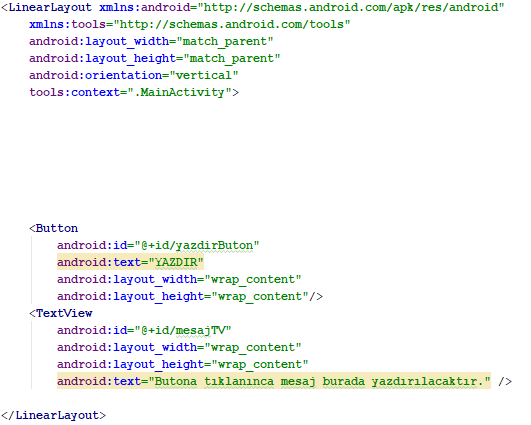 <LinearLayout xmlns:android="http://schemas.android.com/apk/res/android"
    xmlns:tools="http://schemas.android.com/tools"
    android:layout_width="match_parent"
    android:layout_height="match_parent"
    android:orientation="vertical"
    tools:context=".MainActivity">
    <Button
        android:id="@+id/yazdirButon"
        android:text="YAZDIR"
        android:layout_width="wrap_content"
        android:layout_height="wrap_content"/>
    <TextView
        android:id="@+id/mesajTV"
        android:layout_width="wrap_content"
        android:layout_height="wrap_content"
        android:text="Butona tıklanınca mesaj burada yazdırılacaktır." />
</LinearLayout>